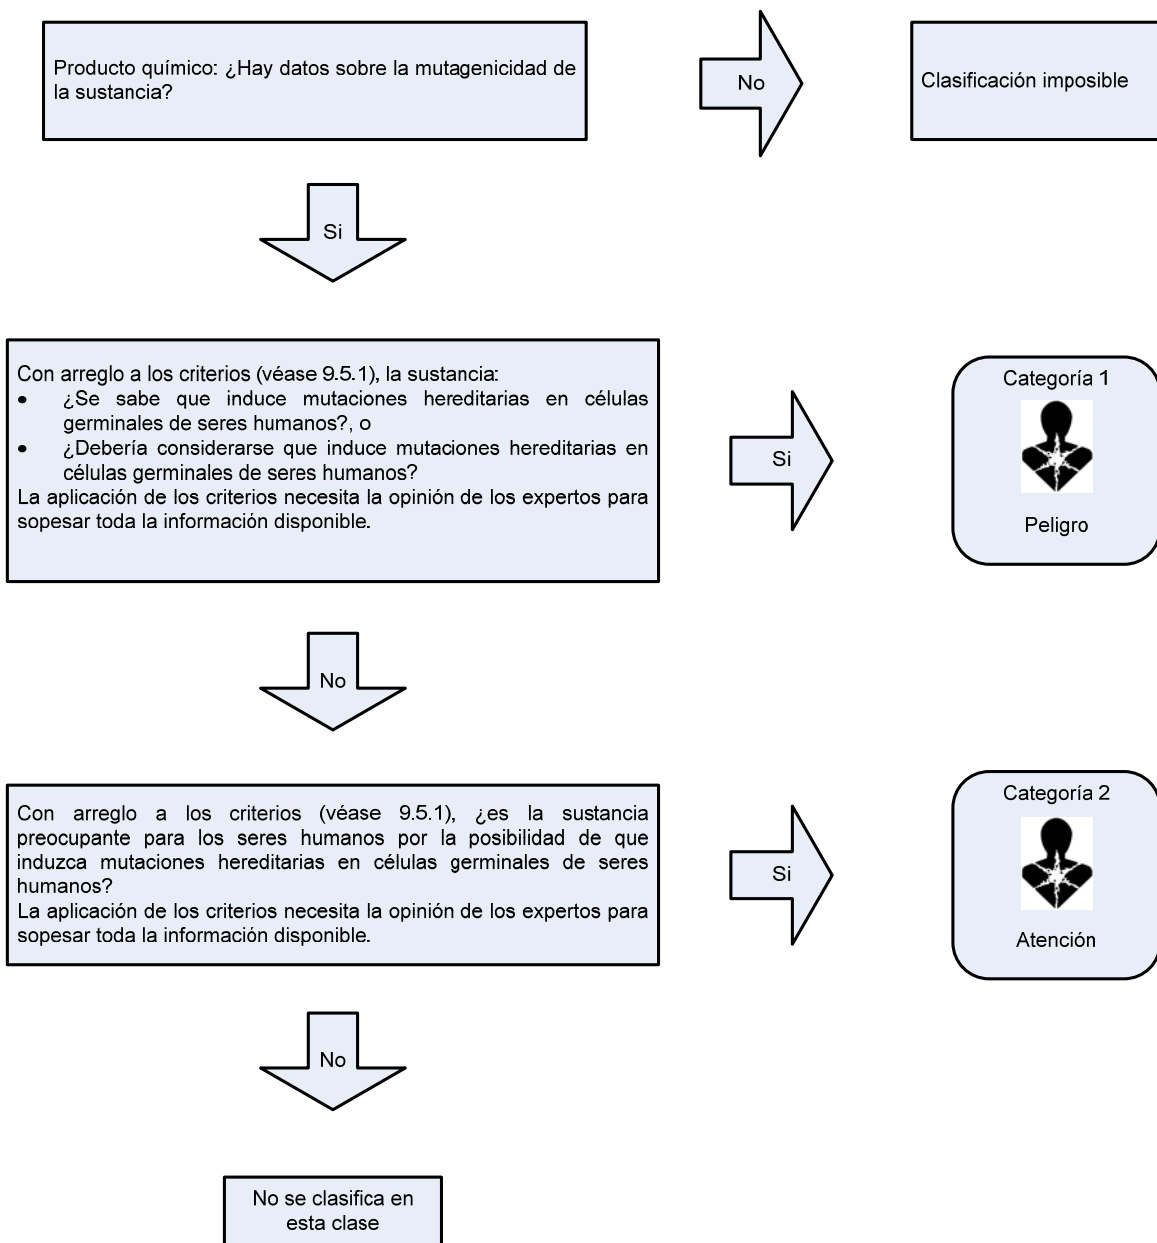 Producto químico: ¿Hay datos sobre la mutagenicidad de
la sustancia?
No
Clasificación imposible
Si
Con arreglo a los criterios (véase 9.5.1), la sustancia:
• ¿Se sabe que induce mutaciones hereditarias en células
germinales de seres humanos?, o
• ¿Debería considerarse que induce mutaciones hereditarias en
células germinales de seres humanos?
La aplicación de los criterios necesita la opinión de los expertos para
sopesar toda la información disponible.
Si
Categoría 1
Peligro
No
Con arreglo a los criterios (véase 9.5.1), ¿es la sustancia
preocupante para los seres humanos por la posibilidad de que
induzca mutaciones hereditarias en células germinales de seres
humanos?
La aplicación de los criterios necesita la opinión de los expertos para
sopesar toda la información disponible.
Si
Categoría 2
Atención
No
No se clasifica en
esta clase